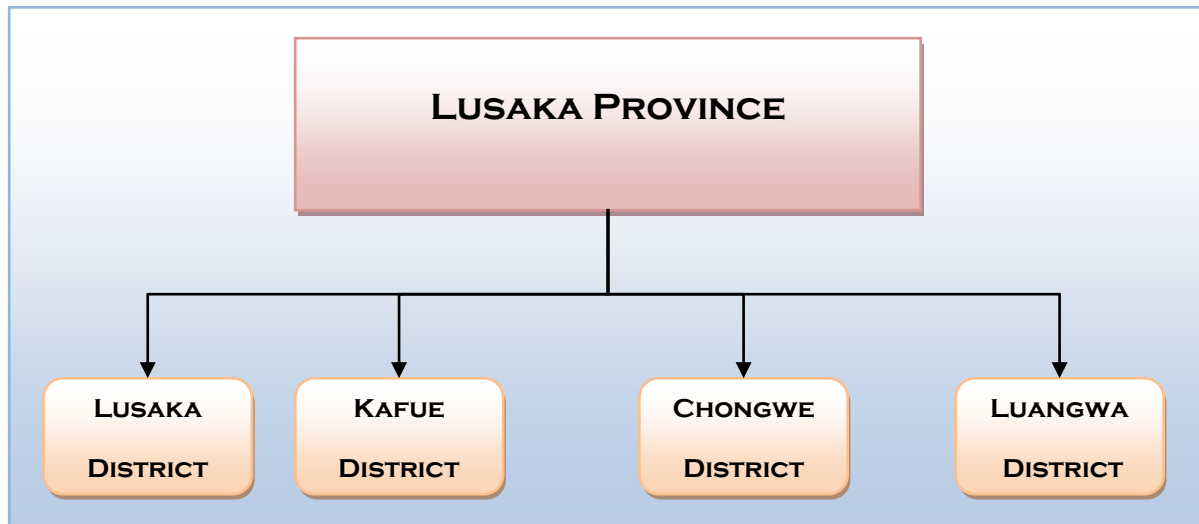 LUSAKA PROVINCE
LUSAKA
DISTRICT
KAFUE
DISTRICT
CHONGWE
DISTRICT
LUANGWA
DISTRICT